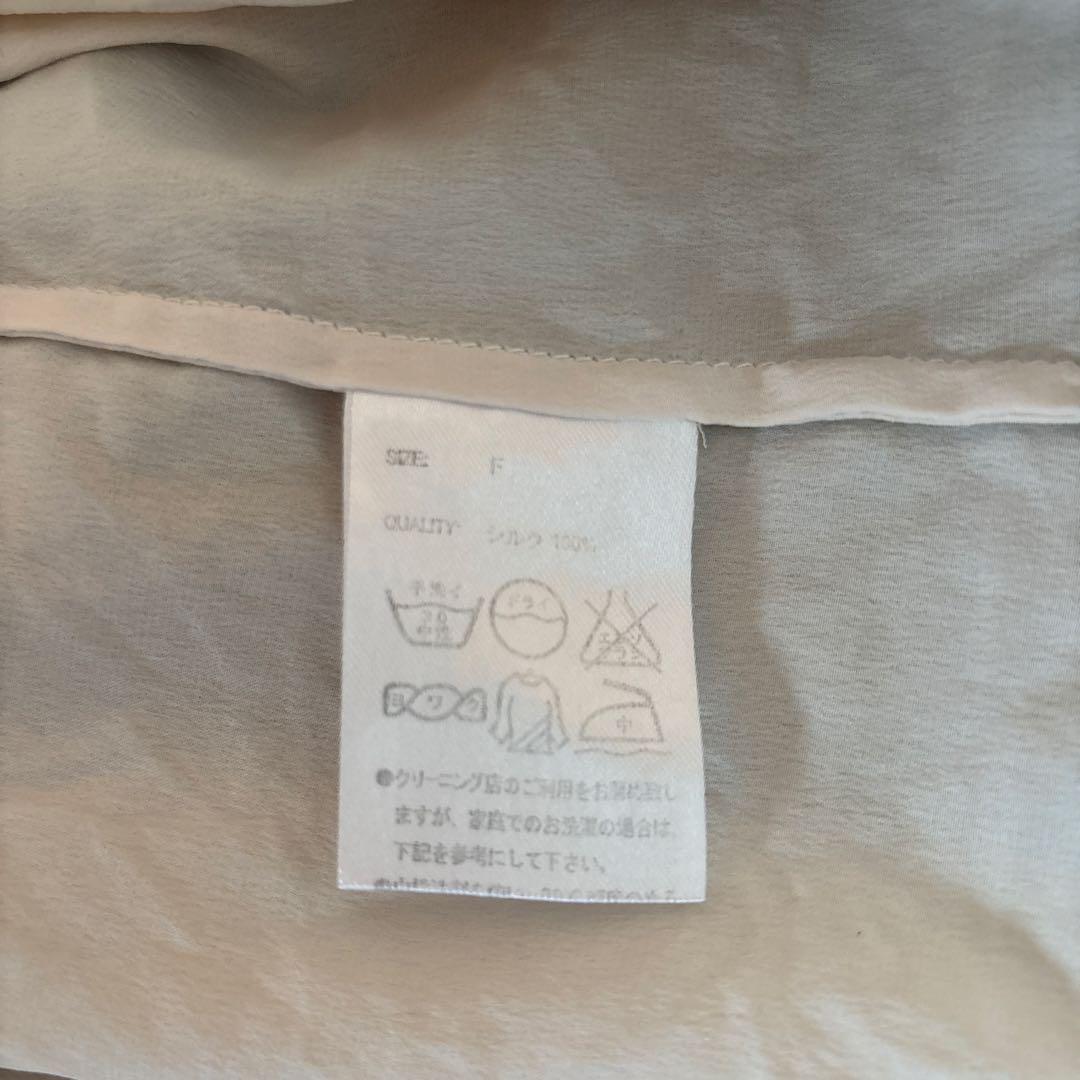 SIZE: F
QUALITY: シルク 100%
手洗イ ドライ エンソ
30 中性 サラシ
ヨワク 中
●クリーニング店のご利用をお薦め致し
ますが、家庭でのお洗濯の場合は、
下記を参考にして下さい。